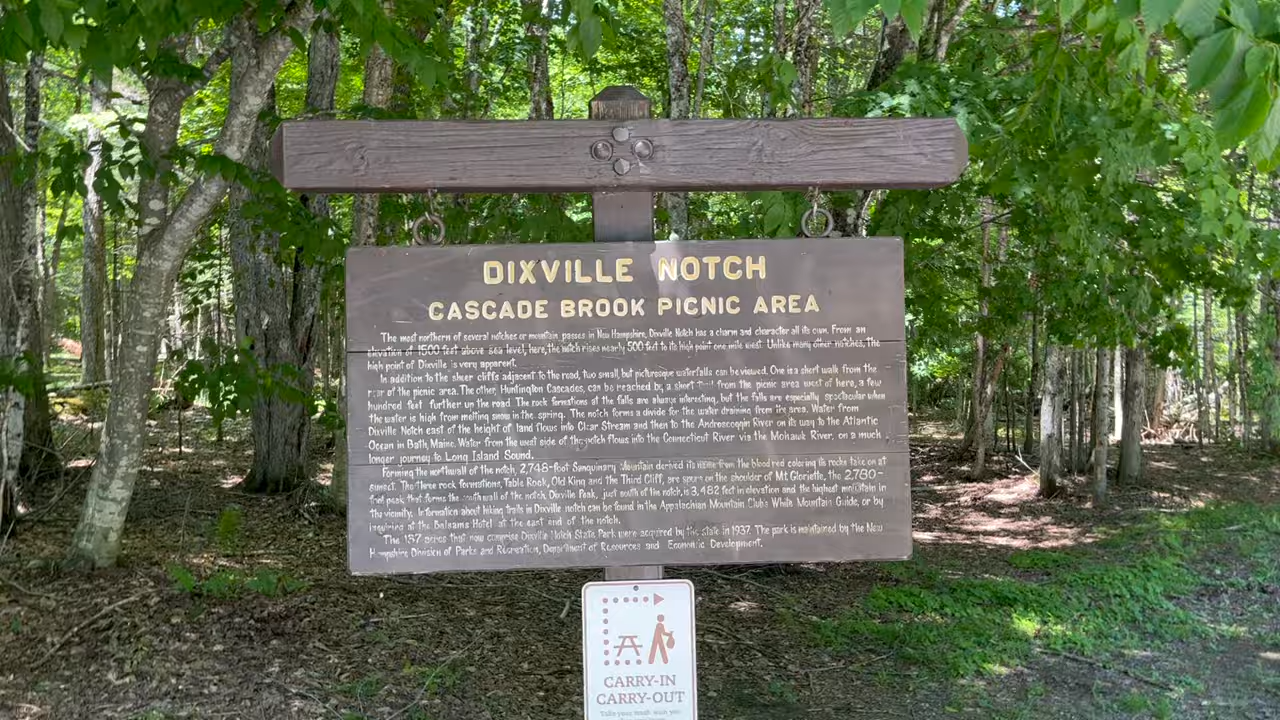 DIXVILLE NOTCH
CASCADE BROOK PICNIC AREA
The most northern of several notches or mountain passes in New Hampshire, Dixville Notch has a charm and character all its own. From an
elevation of 1500 feet above sea level, here, the notch rises nearly 500 feet to its high point one mile west. Unlike many other notches, the
high point of Dixville is very apparent.
In addition to the sheer cliffs adjacent to the road, two small, but picturesque waterfalls can be viewed. One is a short walk from the
rear of the picnic area. The other, Huntington Cascades, can be reached by a short trail from the picnic area west of here, a few
hundred feet further up the road. The rock formations at the falls are always interesting, but the falls are especially spectacular when
the water is high from melting snow in the spring. The notch forms a divide for the water draining from the area. Water from
Dixville Notch east of the height of land flows into Clear Stream and then to the Androscoggin River on its way to the Atlantic
Ocean in Bath, Maine. Water from the west side of the notch flows into the Connecticut River via the Mohawk River, on a much
longer journey to Long Island Sound.
Forming the north wall of the notch, 2,748-foot Sanguinary Mountain derived its name from the blood red coloring its rocks take on at
sunset. The three rock formations, Table Rock, Old King and the Third Cliff, are spurs on the shoulder of Mt Gloriette, the 2,780-
foot peak that forms the south wall of the notch. Dixville Peak, just south of the notch, is 3,482 feet in elevation and the highest mountain in
the vicinity. Information about hiking trails in Dixville notch can be found in the Appalachian Mountain Clubs White Mountain Guide, or by
inquiring at the Balsams Hotel at the east end of the notch.
The 137 acres that now comprise Dixville Notch State Park were acquired by the state in 1937. The park is maintained by the New
Hampshire Division of Parks and Recreation, Department of Resources and Economic Development.
CARRY-IN
CARRY-OUT
Take your trash with you